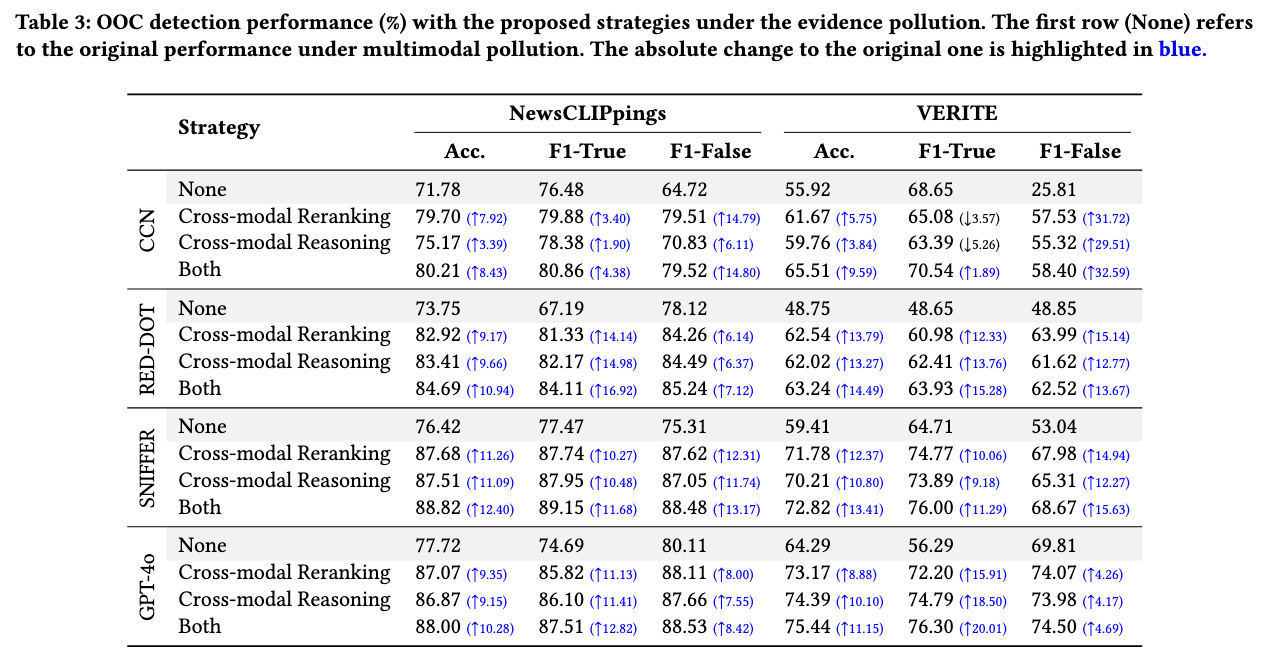 Table 3: OOC detection performance (%) with the proposed strategies under the evidence pollution. The first row (None) refers
to the original performance under multimodal pollution. The absolute change to the original one is highlighted in blue.
Strategy NewsCLIPpings VERITE
Acc. F1-True F1-False Acc. F1-True F1-False
CCN
None 71.78 76.48 64.72 55.92 68.65 25.81
Cross-modal Reranking 79.70 (↑7.92) 79.88 (↑3.40) 79.51 (↑14.79) 61.67 (↑5.75) 65.08 (↓3.57) 57.53 (↑31.72)
Cross-modal Reasoning 75.17 (↑3.39) 78.38 (↑1.90) 70.83 (↑6.11) 59.76 (↑3.84) 63.39 (↓5.26) 55.32 (↑29.51)
Both 80.21 (↑8.43) 80.86 (↑4.38) 79.52 (↑14.80) 65.51 (↑9.59) 70.54 (↑1.89) 58.40 (↑32.59)
RED-DOT
None 73.75 67.19 78.12 48.75 48.65 48.85
Cross-modal Reranking 82.92 (↑9.17) 81.33 (↑14.14) 84.26 (↑6.14) 62.54 (↑13.79) 60.98 (↑12.33) 63.99 (↑15.14)
Cross-modal Reasoning 83.41 (↑9.66) 82.17 (↑14.98) 84.49 (↑6.37) 62.02 (↑13.27) 62.41 (↑13.76) 61.62 (↑12.77)
Both 84.69 (↑10.94) 84.11 (↑16.92) 85.24 (↑7.12) 63.24 (↑14.49) 63.93 (↑15.28) 62.52 (↑13.67)
SNIFFER
None 76.42 77.47 75.31 59.41 64.71 53.04
Cross-modal Reranking 87.68 (↑11.26) 87.74 (↑10.27) 87.62 (↑12.31) 71.78 (↑12.37) 74.77 (↑10.06) 67.98 (↑14.94)
Cross-modal Reasoning 87.51 (↑11.09) 87.95 (↑10.48) 87.05 (↑11.74) 70.21 (↑10.80) 73.89 (↑9.18) 65.31 (↑12.27)
Both 88.82 (↑12.40) 89.15 (↑11.68) 88.48 (↑13.17) 72.82 (↑13.41) 76.00 (↑11.29) 68.67 (↑15.63)
GPT-4o
None 77.72 74.69 80.11 64.29 56.29 69.81
Cross-modal Reranking 87.07 (↑9.35) 85.82 (↑11.13) 88.11 (↑8.00) 73.17 (↑8.88) 72.20 (↑15.91) 74.07 (↑4.26)
Cross-modal Reasoning 86.87 (↑9.15) 86.10 (↑11.41) 87.66 (↑7.55) 74.39 (↑10.10) 74.79 (↑18.50) 73.98 (↑4.17)
Both 88.00 (↑10.28) 87.51 (↑12.82) 88.53 (↑8.42) 75.44 (↑11.15) 76.30 (↑20.01) 74.50 (↑4.69)